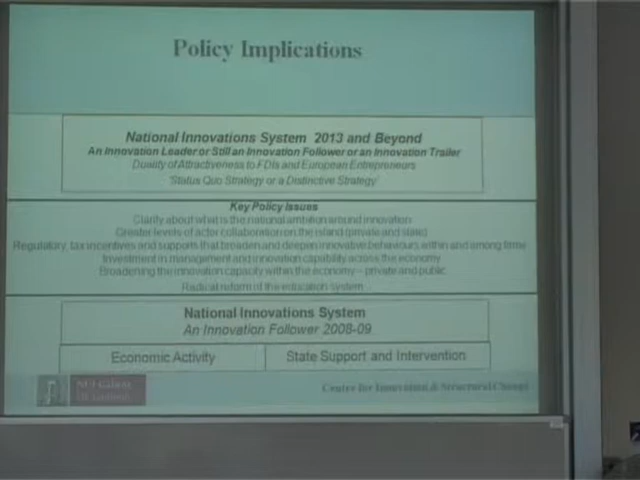 Policy Implications
National Innovations System 2013 and Beyond
An Innovation Leader or Still an Innovation Follower or an Innovation Trailer
Duality of Attractiveness to FDIs and European Entrepreneurs
'Status Quo Strategy or a Distinctive Strategy'
Key Policy Issues
Clarity about what is the national ambition around innovation
Greater levels of actor collaboration on the island (private and state)
Regulatory, tax incentives and supports that broaden and deepen innovative behaviours within and among firms
Investment in management and innovation capability across the economy
Broadening the innovation capacity within the economy – private and public
Radical reform of the education system
National Innovations System
An Innovation Follower 2008-09
Economic Activity
State Support and Intervention
NUI Galway
OÉ Gaillimh
Centre for Innovation & Structural Change